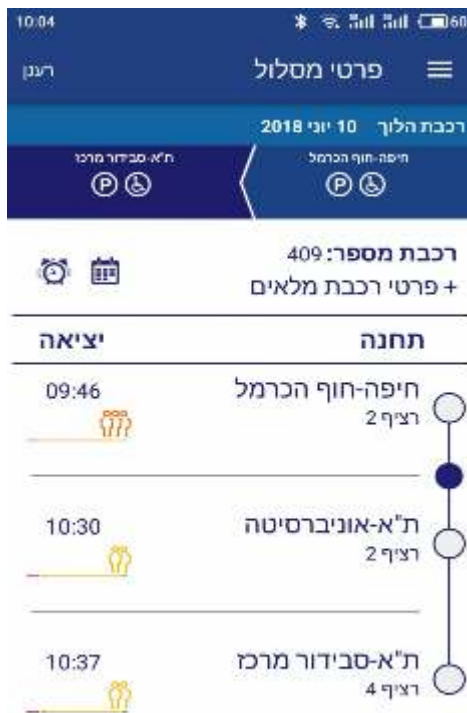 10:04 60
רענן פרטי מסלול
רכבת הלוך 10 יוני 2018
חיפה-חוף הכרמל ת"א-סבידור מרכז
P P
רכבת מספר: 409
+ פרטי רכבת מלאים
תחנה יציאה
חיפה-חוף הכרמל 09:46
רציף 2
ת"א-אוניברסיטה 10:30
רציף 2
ת"א-סבידור מרכז 10:37
רציף 4